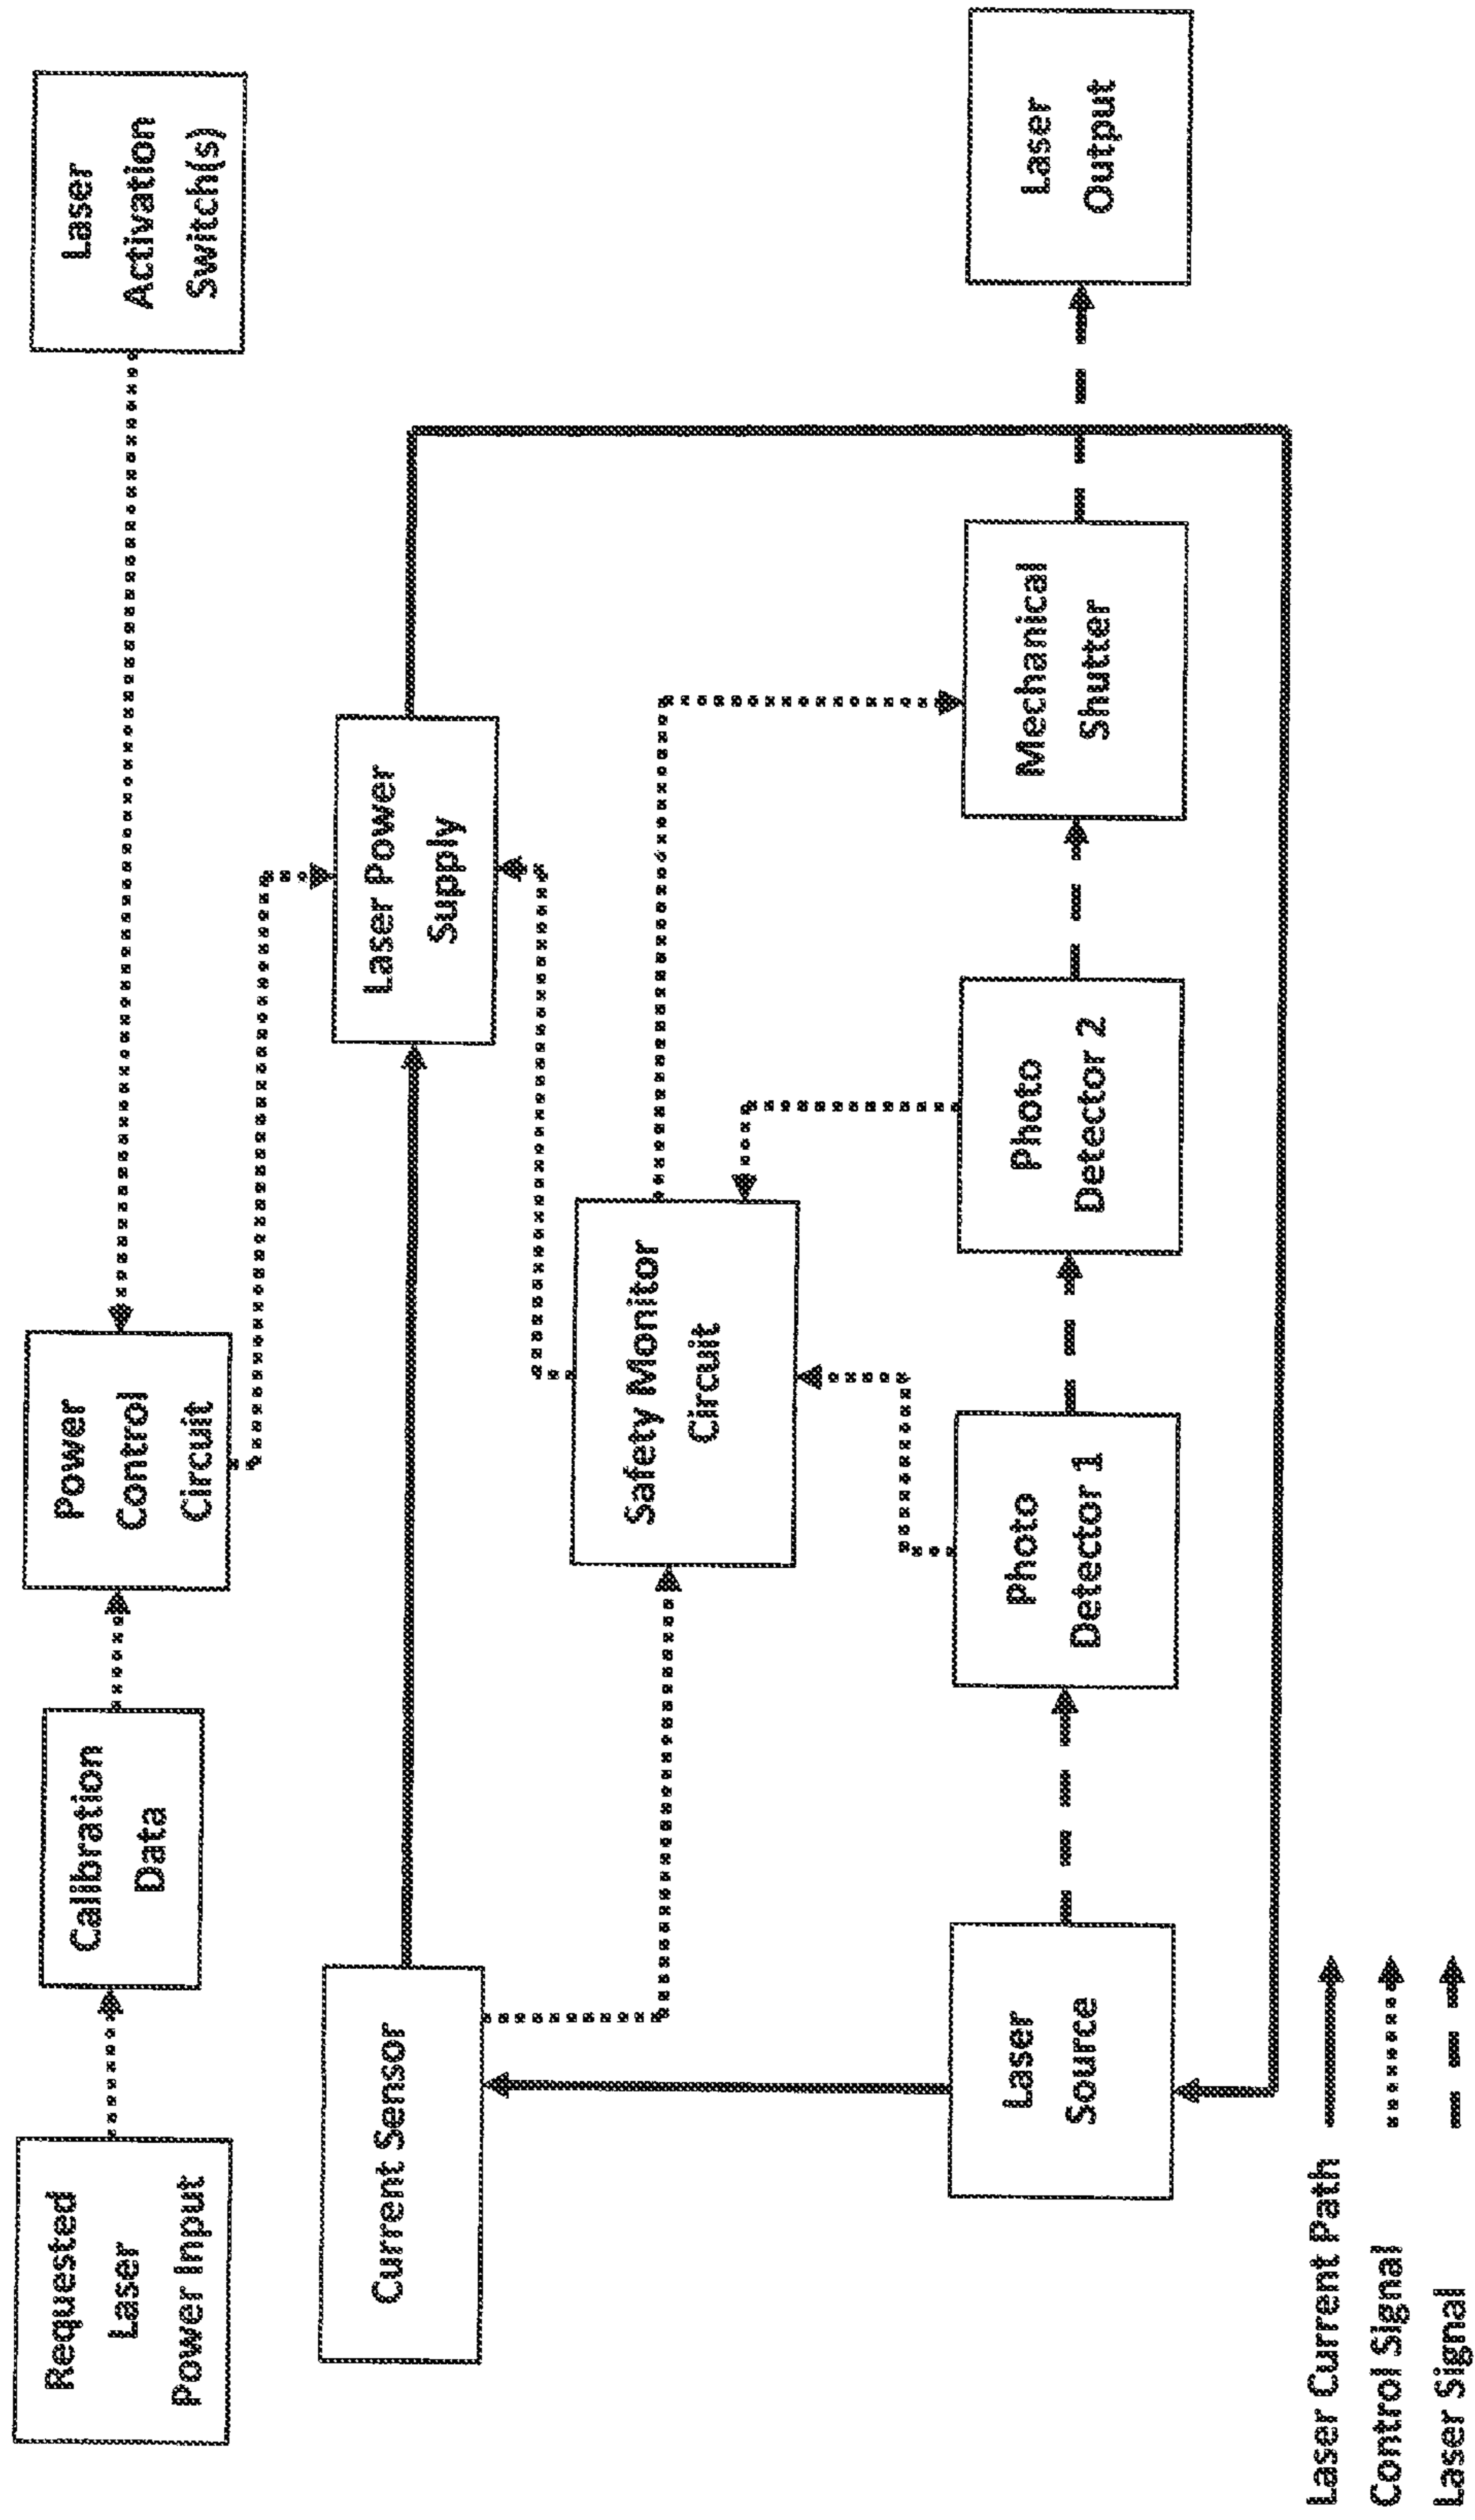 Requested
Laser
Power Input
Calibration
Data
Power
Control
Circuit
Laser
Activation
Switch(s)
Current Sensor
Laser Power
Supply
Safety Monitor
Circuit
Laser
Source
Photo
Detector 1
Photo
Detector 2
Mechanical
Shutter
Laser
Output
Laser Current Path
Control Signal
Laser Signal